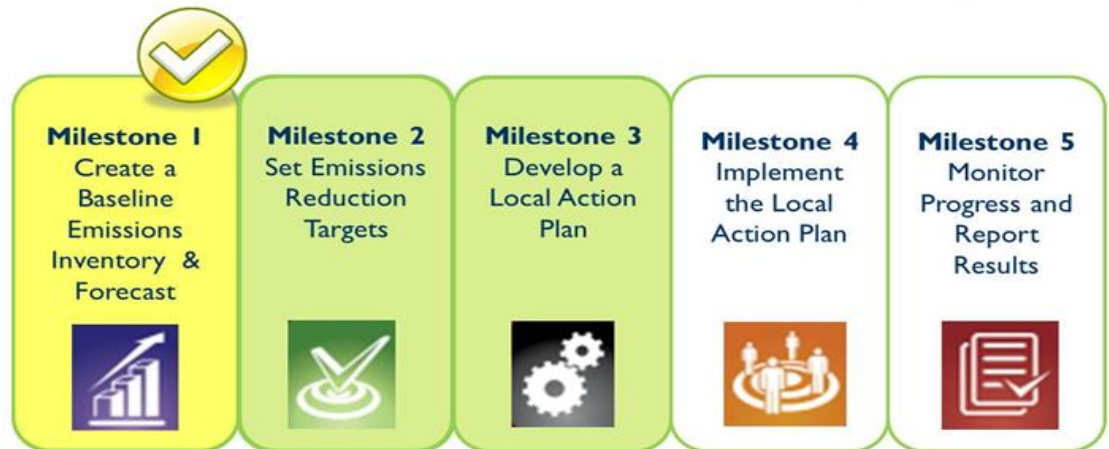 Milestone 1
Create a
Baseline
Emissions
Inventory &
Forecast
Milestone 2
Set Emissions
Reduction
Targets
Milestone 3
Develop a
Local Action
Plan
Milestone 4
Implement
the Local
Action Plan
Milestone 5
Monitor
Progress and
Report
Results